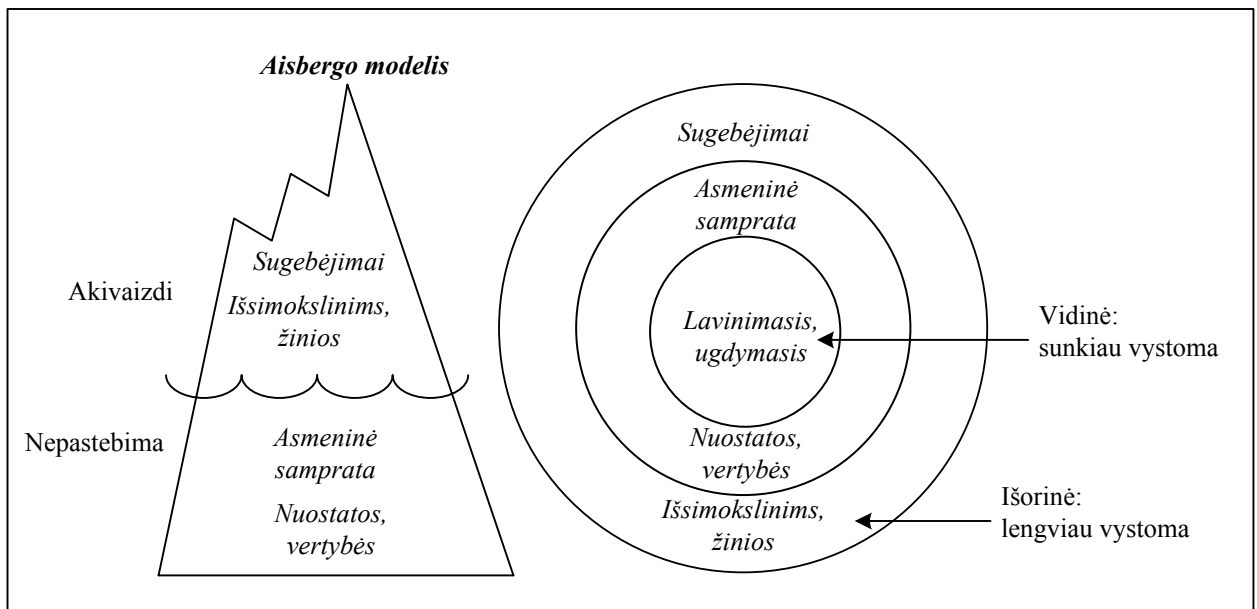 Aisbergo modelis
Akivaizdi
Sugebėjimai
Išsimokslinims,
žinios
Nepastebima
Asmeninė
samprata
Nuostatos,
vertybės
Sugebėjimai
Asmeninė
samprata
Lavinimasis,
ugdymasis
Nuostatos,
vertybės
Išsimokslinims,
žinios
Vidinė:
sunkiau vystoma
Išorinė:
lengviau vystoma